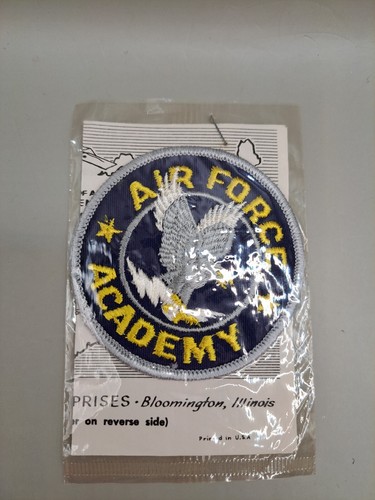 AIR FORCE
ACADEMY
PRISES • Bloomington, Illinois
on reverse side)
Printed in U.S.A